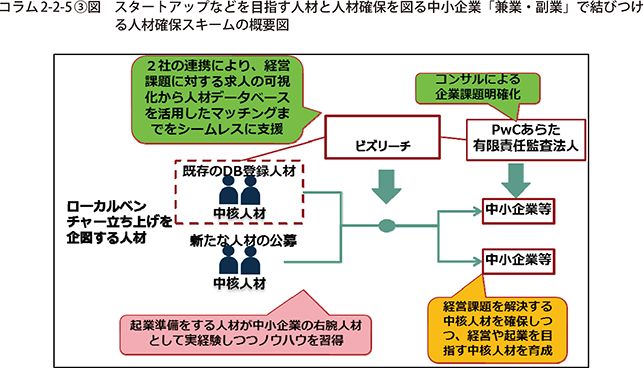 コラム2-2-5③図　スタートアップなどを目指す人材と人材確保を図る中小企業「兼業・副業」で結びつけ
る人材確保スキームの概要図
２社の連携により、経営
課題に対する求人の可視
化から人材データベース
を活用したマッチングま
でをシームレスに支援
コンサルによる
企業課題明確化
ビズリーチ
PwCあらた
有限責任監査法人
既存のDB登録人材
中核人材
ローカルベン
チャー立ち上げを
企図する人材
中小企業等
斬たな人材の公募
中核人材
中小企業等
起業準備をする人材が中小企業の右腕人材
として実経験しつつノウハウを習得
経営課題を解決する
中核人材を確保しつ
つ、経営や起業を目
指す中核人材を育成